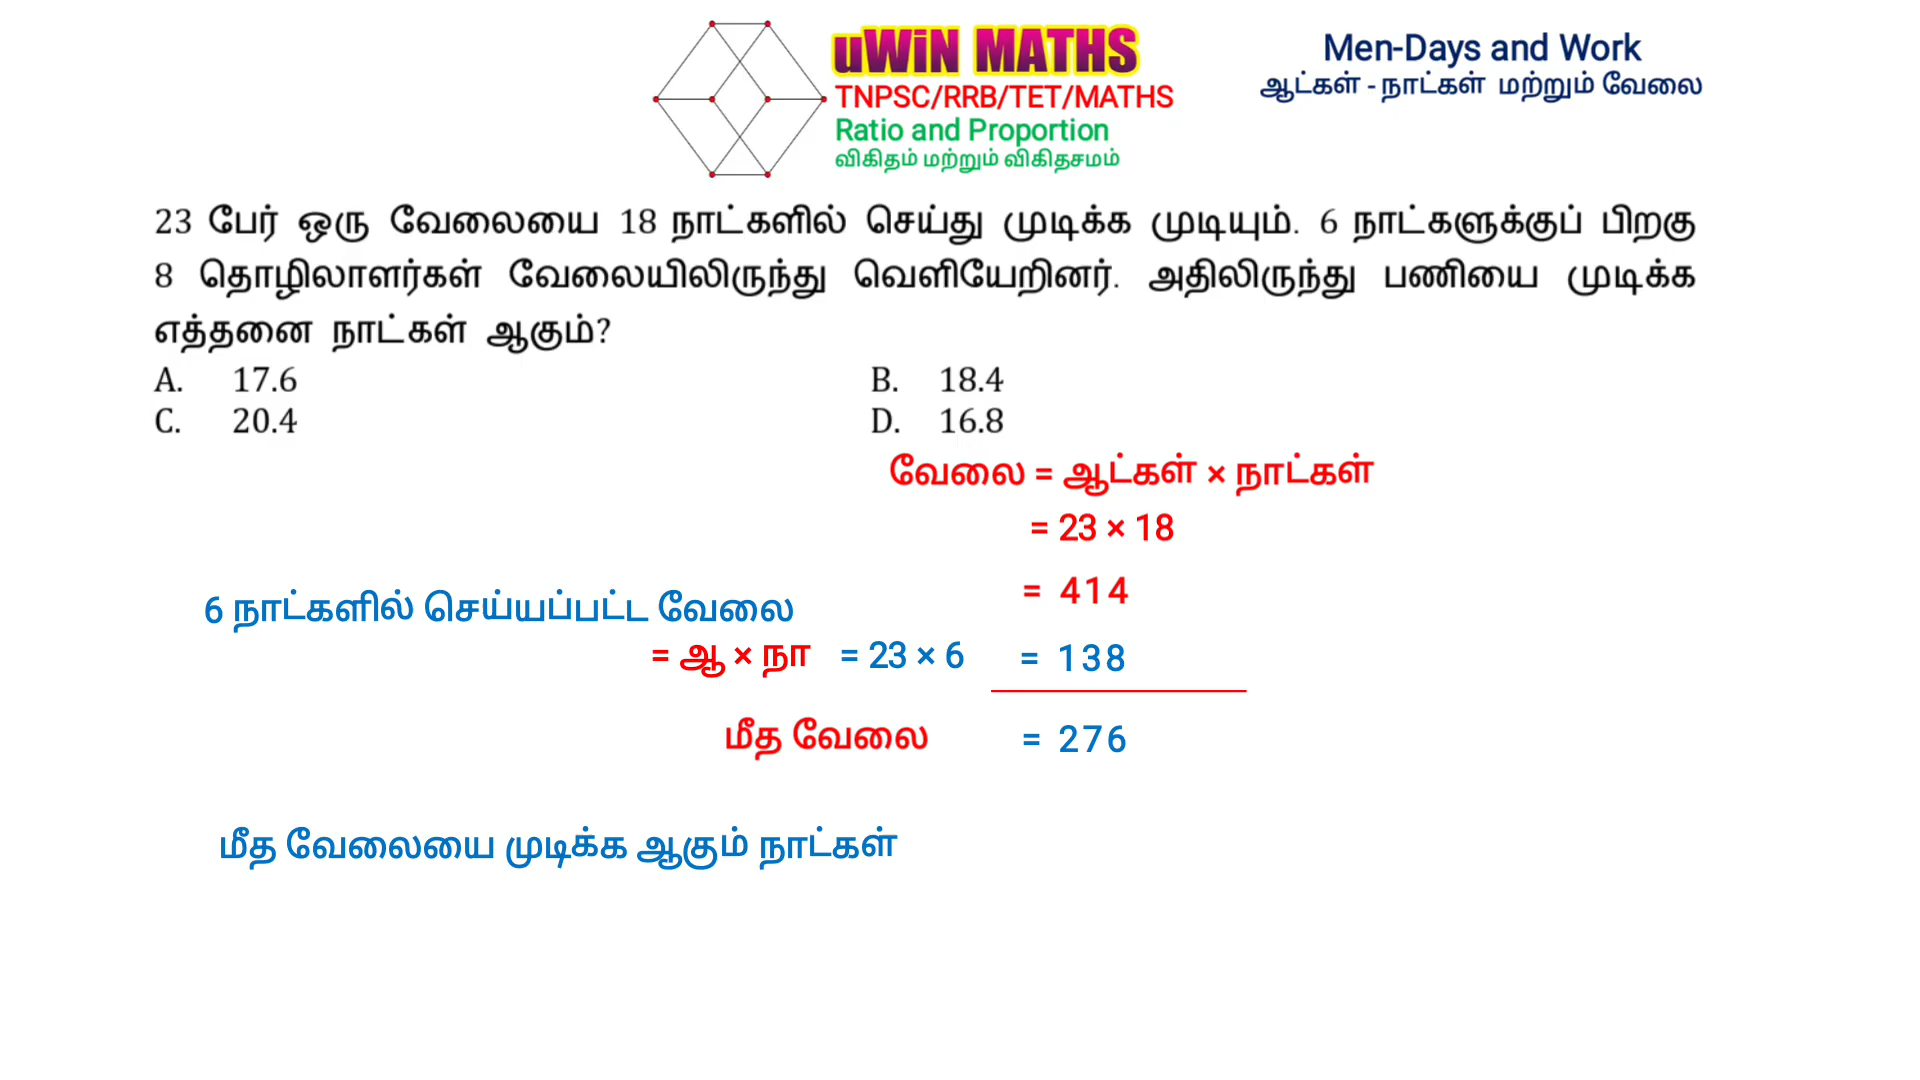 uWiN MATHS
TNPSC/RRB/TET/MATHS
Ratio and Proportion
விகிதம் மற்றும் விகிதசமம்
Men-Days and Work
ஆட்கள் - நாட்கள் மற்றும் வேலை
23 பேர் ஒரு வேலையை 18 நாட்களில் செய்து முடிக்க முடியும். 6 நாட்களுக்குப் பிறகு
8 தொழிலாளர்கள் வேலையிலிருந்து வெளியேறினர். அதிலிருந்து பணியை முடிக்க
எத்தனை நாட்கள் ஆகும்?
A. 17.6 B. 18.4
C. 20.4 D. 16.8
வேலை = ஆட்கள் × நாட்கள்
= 23 × 18
= 414
6 நாட்களில் செய்யப்பட்ட வேலை
= ஆ × நா = 23 × 6 = 138
மீத வேலை = 276
மீத வேலையை முடிக்க ஆகும் நாட்கள்